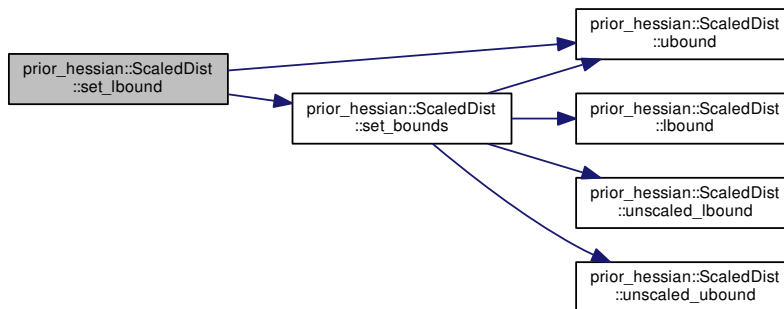 prior_hessian::ScaledDist
::set_lbound
prior_hessian::ScaledDist
::set_bounds
prior_hessian::ScaledDist
::ubound
prior_hessian::ScaledDist
::lbound
prior_hessian::ScaledDist
::unscaled_lbound
prior_hessian::ScaledDist
::unscaled_ubound